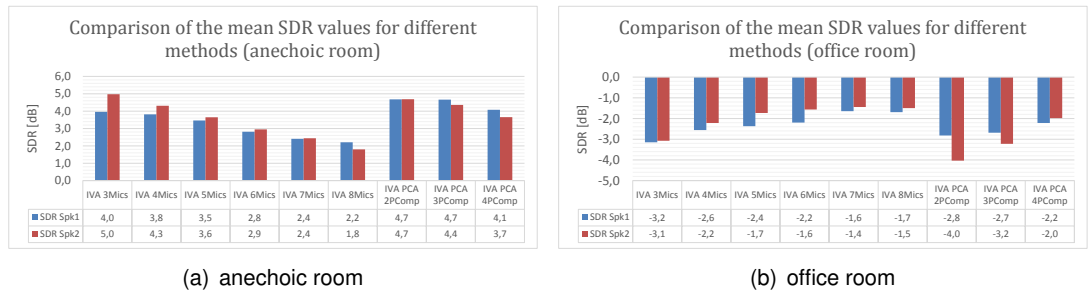 Comparison of the mean SDR values for different
methods (anechoic room)
SDR [dB]
6,0
5,0
4,0
3,0
2,0
1,0
0,0
IVA 3Mics IVA 4Mics IVA 5Mics IVA 6Mics IVA 7Mics IVA 8Mics IVA PCA 2PComp IVA PCA 3PComp IVA PCA 4PComp
SDR Spk1 4,0 3,8 3,5 2,8 2,4 2,2 4,7 4,7 4,1
SDR Spk2 5,0 4,3 3,6 2,9 2,4 1,8 4,7 4,4 3,7
(a) anechoic room
Comparison of the mean SDR values for different
methods (office room)
SDR [dB]
0,0
-1,0
-2,0
-3,0
-4,0
-5,0
IVA 3Mics IVA 4Mics IVA 5Mics IVA 6Mics IVA 7Mics IVA 8Mics IVA PCA 2PComp IVA PCA 3PComp IVA PCA 4PComp
SDR Spk1 -3,2 -2,6 -2,4 -2,2 -1,6 -1,7 -2,8 -2,7 -2,2
SDR Spk2 -3,1 -2,2 -1,7 -1,6 -1,4 -1,5 -4,0 -3,2 -2,0
(b) office room